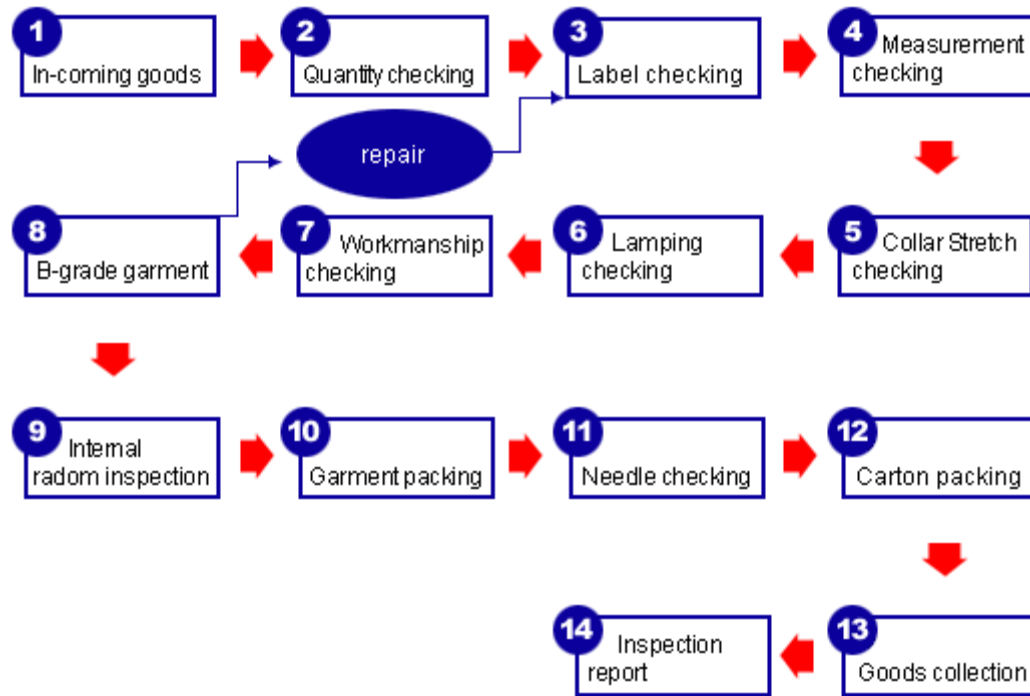 1
In-coming goods
2
Quantity checking
3
Label checking
4
Measurement
checking
repair
8
B-grade garment
7
Workmanship
checking
6
Lamping
checking
5
Collar Stretch
checking
9
Internal
radom inspection
10
Garment packing
11
Needle checking
12
Carton packing
14
Inspection
report
13
Goods collection